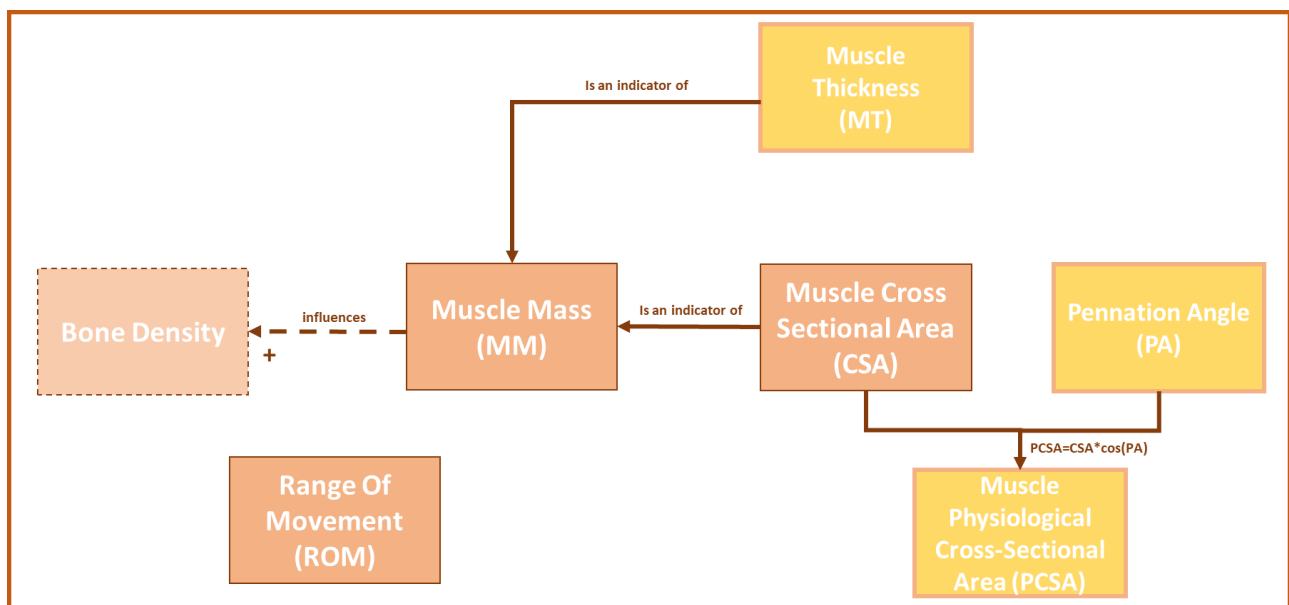 Muscle
Thickness
(MT)
Is an indicator of
Bone Density
influences
+
Muscle Mass
(MM)
Is an indicator of
Muscle Cross
Sectional Area
(CSA)
Pennation Angle
(PA)
PCSA=CSA*cos(PA)
Range Of
Movement
(ROM)
Muscle
Physiological
Cross-Sectional
Area (PCSA)